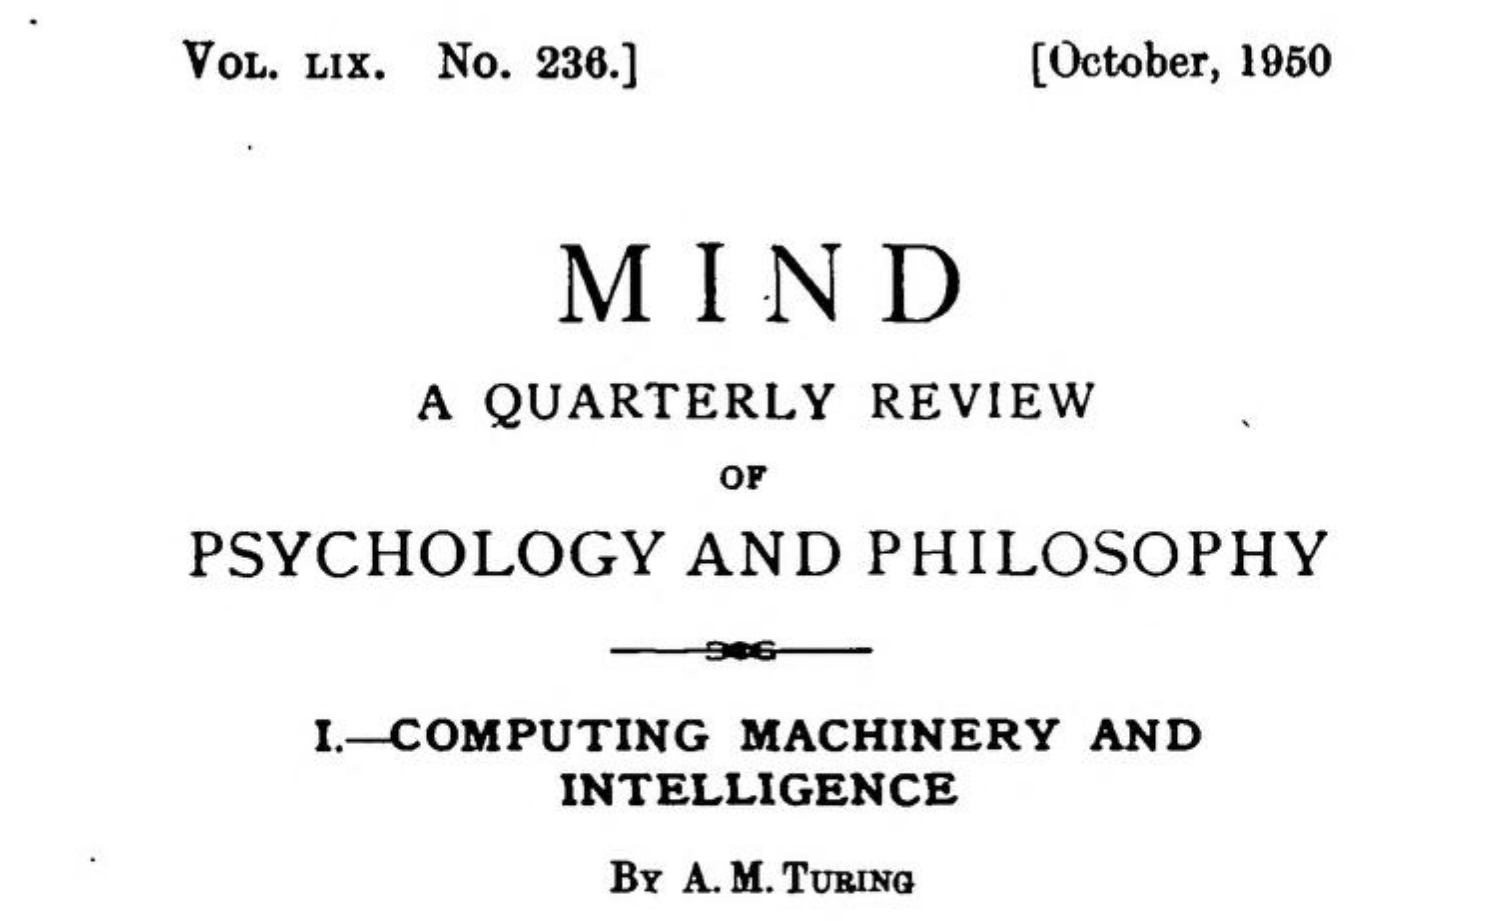 VOL. LIX. No. 236.] [October, 1950
MIND
A QUARTERLY REVIEW
OF
PSYCHOLOGY AND PHILOSOPHY
I.—COMPUTING MACHINERY AND
INTELLIGENCE
BY A. M. TURING